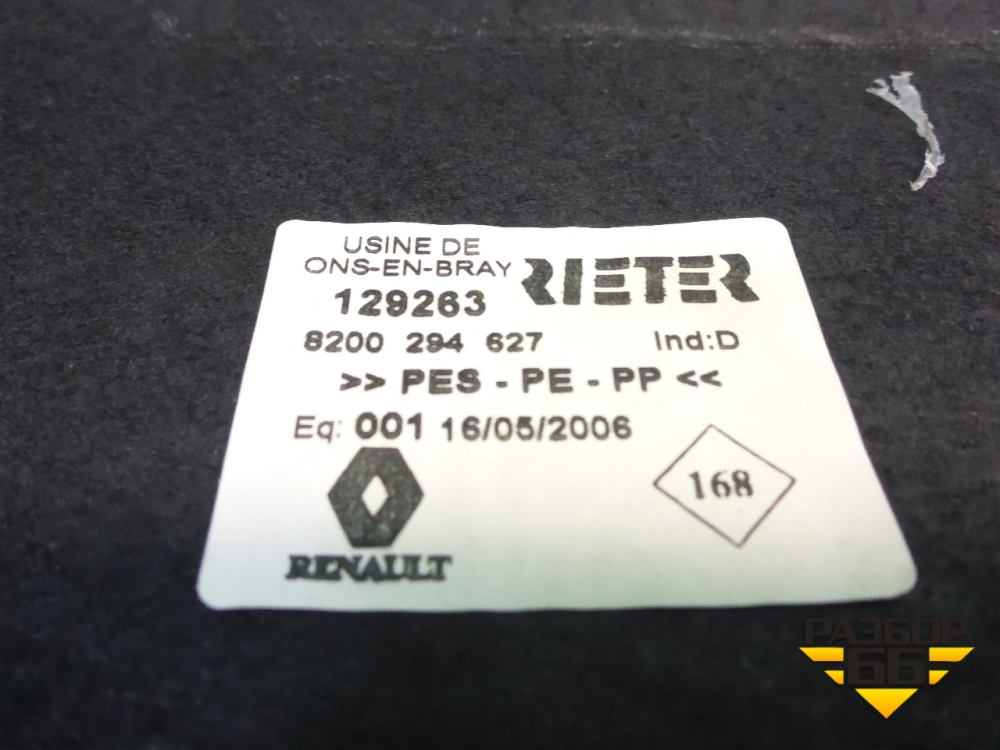 USINE DE
ONS-EN-BRAY
RIETER
129263
8200 294 627 Ind:D
>> PES - PE - PP <<
Eq: 001 16/05/2006
168
RENAULT
РАЗБОР
66